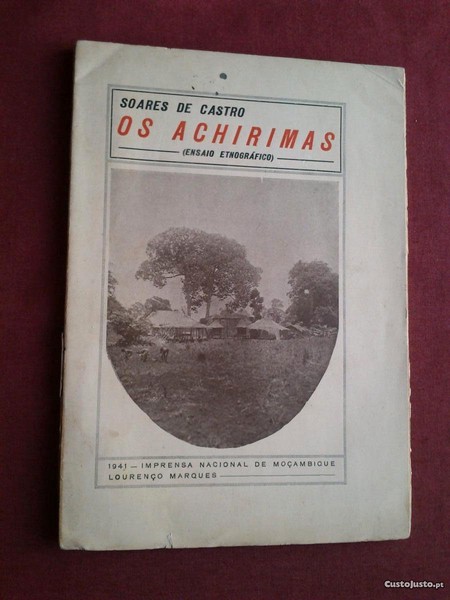 SOARES DE CASTRO
OS ACHIRIMAS
(ENSAIO ETNOGRÁFICO)
1941 — IMPRENSA NACIONAL DE MOÇAMBIQUE
LOURENÇO MARQUES
CustoJusto.pt